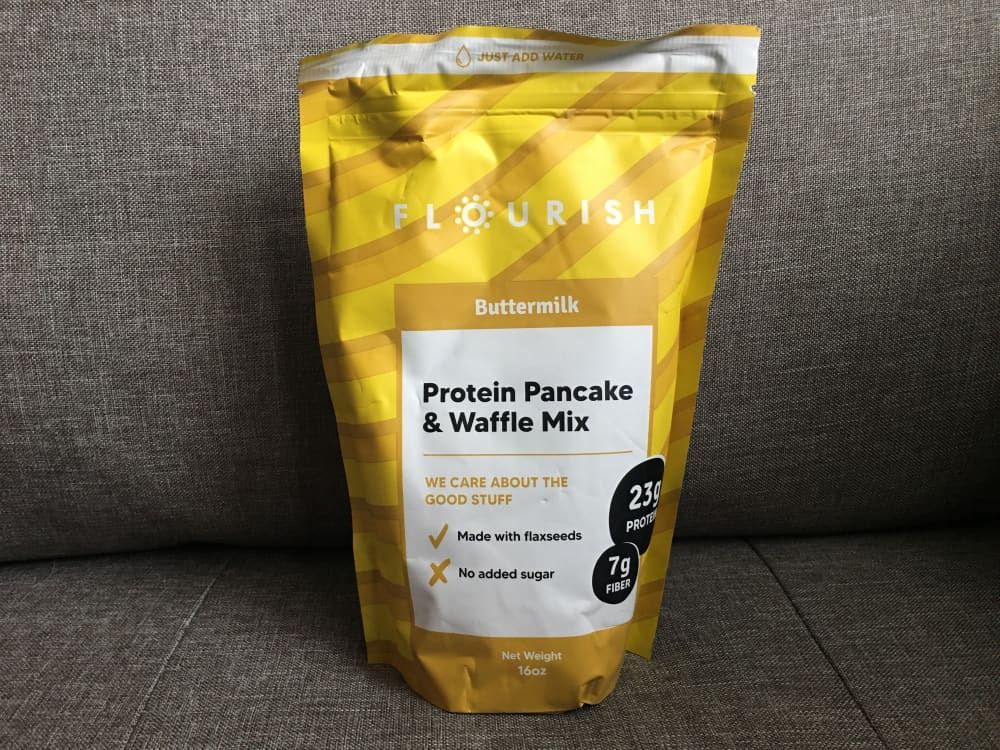 JUST ADD WATER
FLOURISH
Buttermilk
Protein Pancake
& Waffle Mix
WE CARE ABOUT THE
GOOD STUFF
Made with flaxseeds
No added sugar
23g
PROTEIN
7g
FIBER
Net Weight
16oz